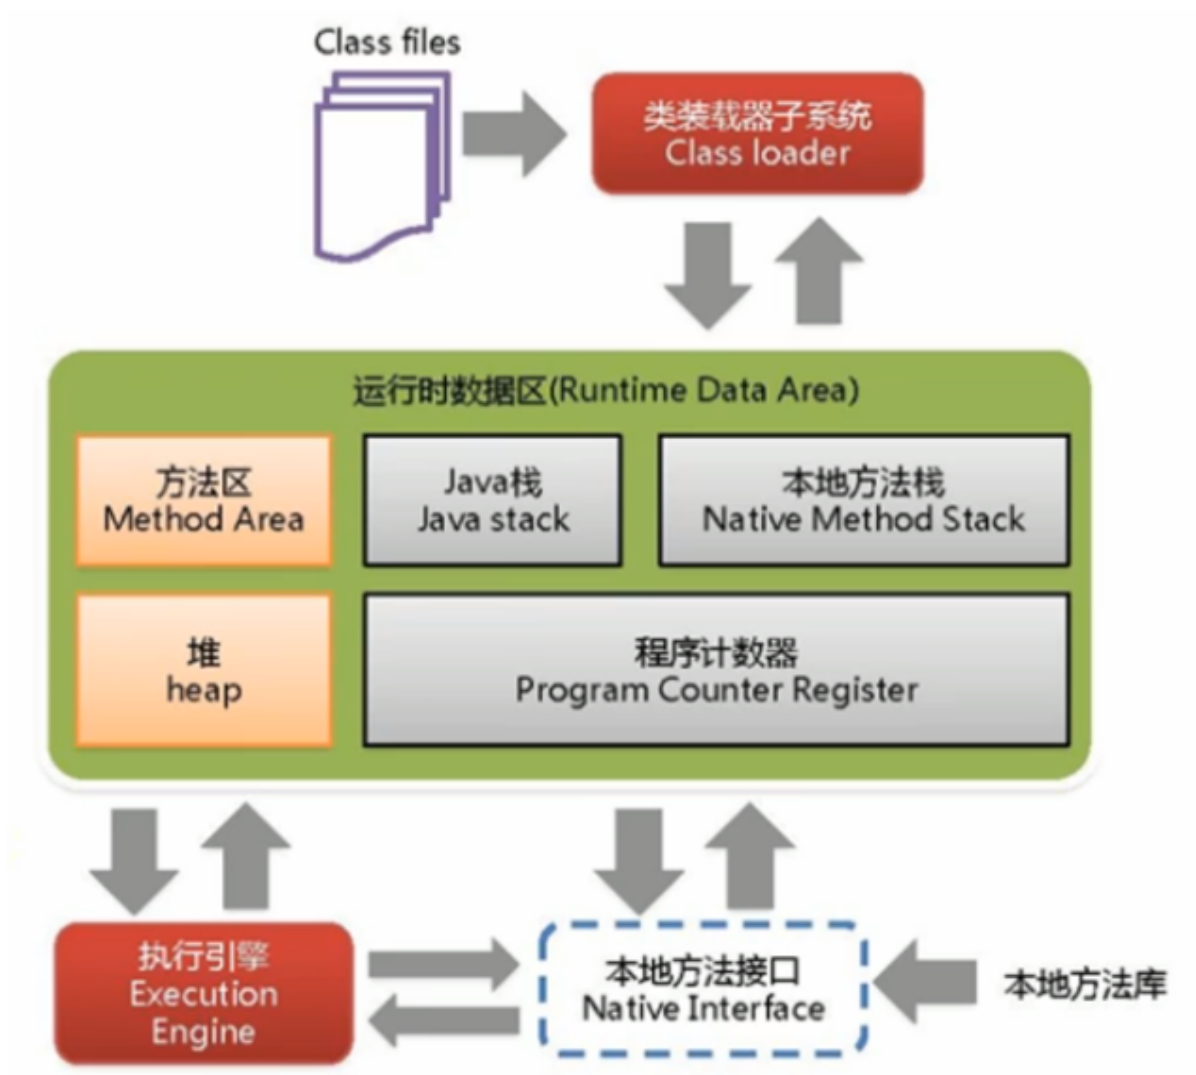 Class files
类装载器子系统
Class loader
运行时数据区(Runtime Data Area)
方法区
Method Area
Java栈
Java stack
本地方法栈
Native Method Stack
堆
heap
程序计数器
Program Counter Register
执行引擎
Execution
Engine
本地方法接口
Native Interface
本地方法库